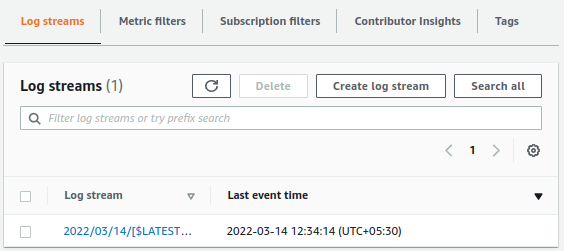 Log streams Metric filters Subscription filters Contributor Insights Tags
Log streams (1) Delete Create log stream Search all
Filter log streams or try prefix search
1
Log stream Last event time
2022/03/14/[$LATEST... 2022-03-14 12:34:14 (UTC+05:30)